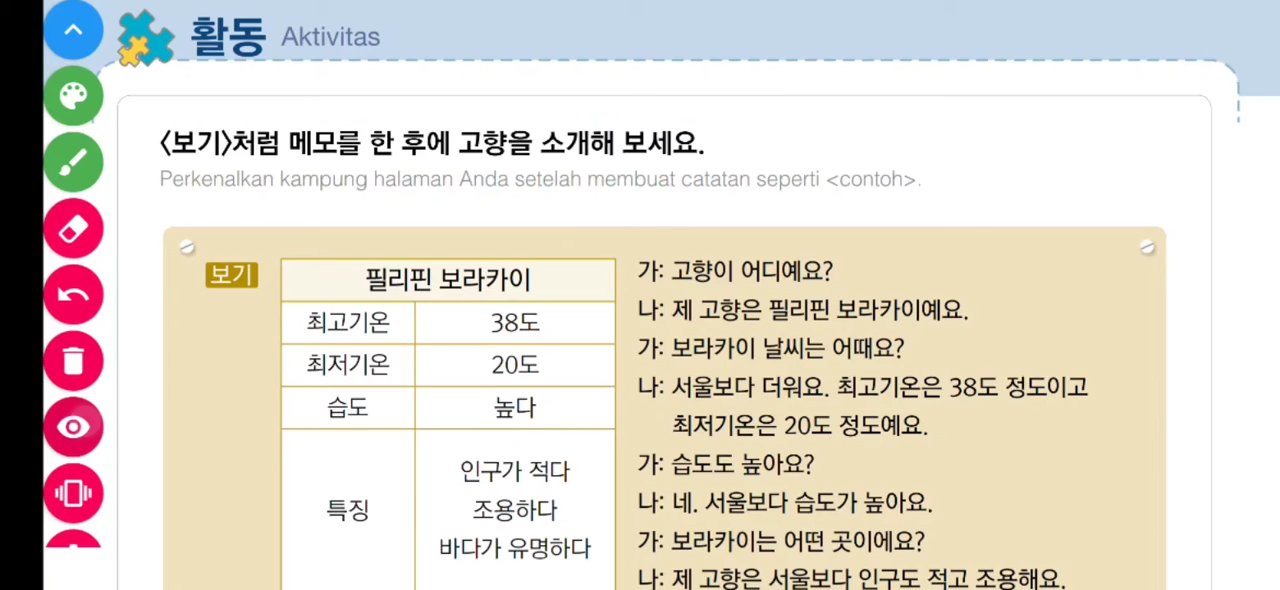 활동 Aktivitas
〈보기〉처럼 메모를 한 후에 고향을 소개해 보세요.
Perkenalkan kampung halaman Anda setelah membuat catatan seperti <contoh>.
보기
필리핀 보라카이
최고기온 38도
최저기온 20도
습도 높다
특징
인구가 적다
조용하다
바다가 유명하다
가: 고향이 어디예요?
나: 제 고향은 필리핀 보라카이예요.
가: 보라카이 날씨는 어때요?
나: 서울보다 더워요. 최고기온은 38도 정도이고
최저기온은 20도 정도예요.
가: 습도도 높아요?
나: 네. 서울보다 습도가 높아요.
가: 보라카이는 어떤 곳이에요?
나: 제 고향은 서울보다 인구도 적고 조용해요.